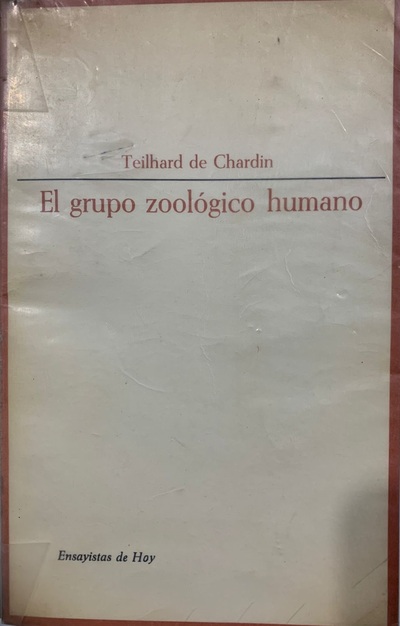 Teilhard de Chardin
El grupo zoológico humano
Ensayistas de Hoy